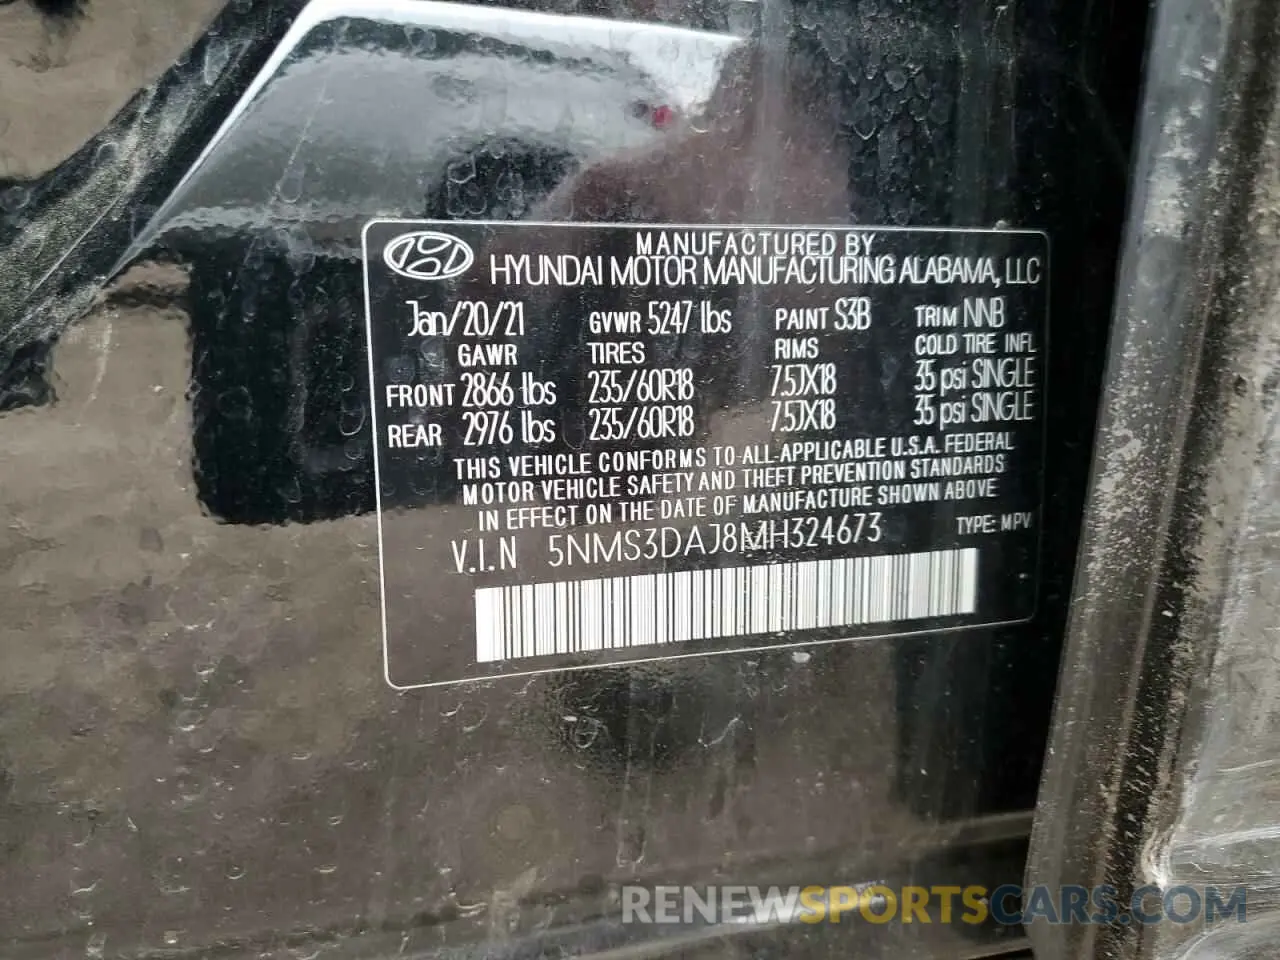 MANUFACTURED BY
HYUNDAI MOTOR MANUFACTURING ALABAMA, LLC
Jan/20/21 GVWR 5247 lbs PAINT S3B TRIM NNB
GAWR TIRES RIMS COLD TIRE INFL
FRONT 2866 lbs 235/60R18 7.5JX18 35 psi SINGLE
REAR 2976 lbs 235/60R18 7.5JX18 35 psi SINGLE
THIS VEHICLE CONFORMS TO ALL APPLICABLE U.S.A. FEDERAL
MOTOR VEHICLE SAFETY AND THEFT PREVENTION STANDARDS
IN EFFECT ON THE DATE OF MANUFACTURE SHOWN ABOVE
V.I.N 5NMS3DAJ8MH324673 TYPE: MPV
RENEWSPORTSCARS.COM